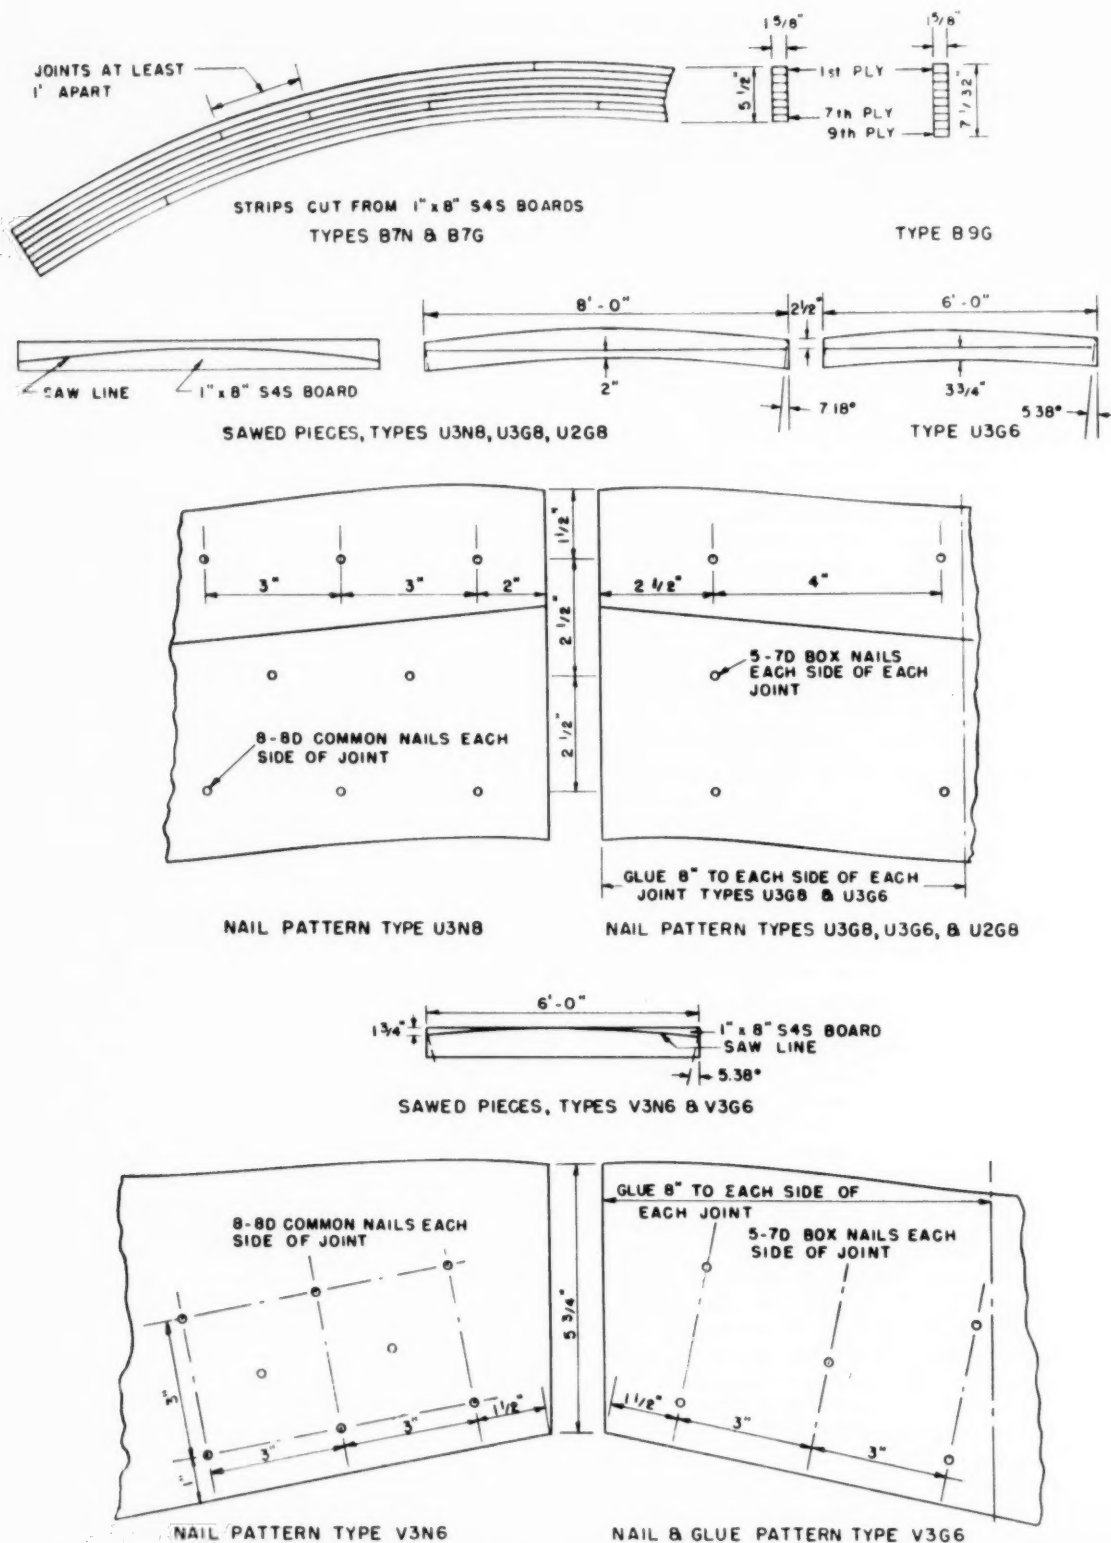 JOINTS AT LEAST
1' APART
1 5/8"
1 5/8"
5 1/2"
1st PLY
7th PLY
9th PLY
7 1/32"
STRIPS CUT FROM 1" x 8" S4S BOARDS
TYPES B7N & B7G
TYPE B9G
8'-0"
2 1/2"
6'-0"
SAW LINE
1" x 8" S4S BOARD
2"
7.18°
3 3/4"
5.38°
SAWED PIECES, TYPES U3N8, U3G8, U2G8
TYPE U3G6
1 1/2"
3"
3"
2"
2 1/2"
4"
2 1/2"
5-7D BOX NAILS
EACH SIDE OF EACH
JOINT
8-8D COMMON NAILS EACH
SIDE OF JOINT
2 1/2"
GLUE 8" TO EACH SIDE OF EACH
JOINT TYPES U3G8 & U3G6
NAIL PATTERN TYPE U3N8
NAIL PATTERN TYPES U3G8, U3G6, & U2G8
6'-0"
1 3/4"
1" x 8" S4S BOARD
SAW LINE
5.38°
SAWED PIECES, TYPES V3N6 & V3G6
GLUE 8" TO EACH SIDE OF
EACH JOINT
8-8D COMMON NAILS EACH
SIDE OF JOINT
5-7D BOX NAILS EACH
SIDE OF JOINT
5 3/4"
3"
1"
3"
3"
1 1/2"
1 1/2"
3"
3"
NAIL PATTERN TYPE V3N6
NAIL & GLUE PATTERN TYPE V3G6